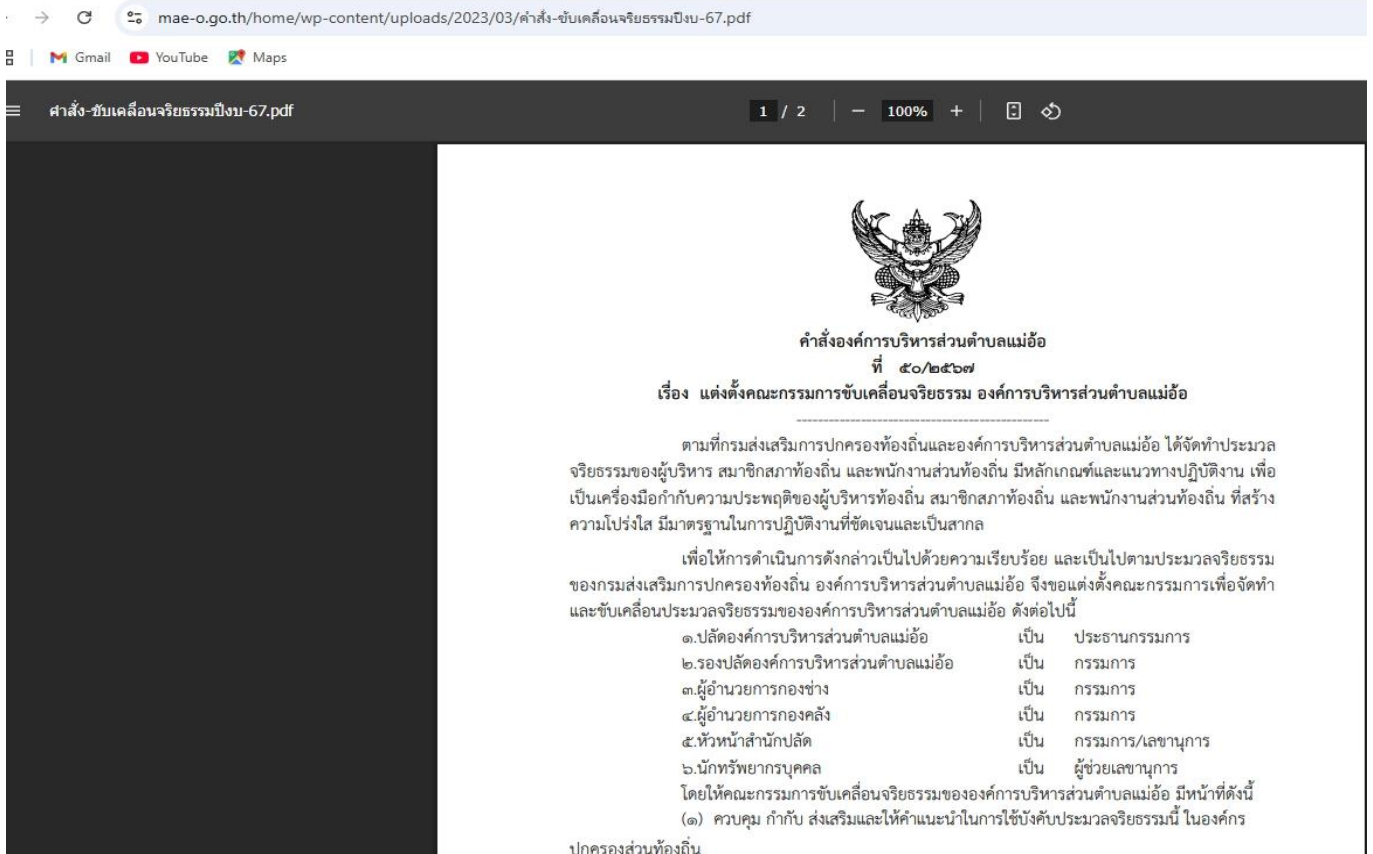 mae-o.go.th/home/wp-content/uploads/2023/03/คำสั่ง-ขับเคลื่อนจริยธรรมปีงบ-67.pdf
Gmail YouTube Maps
คำสั่ง-ขับเคลื่อนจริยธรรมปีงบ-67.pdf 1 / 2 − 100% +
คำสั่งองค์การบริหารส่วนตำบลแม่อ้อ
ที่ ๕๐/๒๕๖๗
เรื่อง แต่งตั้งคณะกรรมการขับเคลื่อนจริยธรรม องค์การบริหารส่วนตำบลแม่อ้อ
ตามที่กรมส่งเสริมการปกครองท้องถิ่นและองค์การบริหารส่วนตำบลแม่อ้อ ได้จัดทำประมวล
จริยธรรมของผู้บริหาร สมาชิกสภาท้องถิ่น และพนักงานส่วนท้องถิ่น มีหลักเกณฑ์และแนวทางปฏิบัติงาน เพื่อ
เป็นเครื่องมือกำกับความประพฤติของผู้บริหารท้องถิ่น สมาชิกสภาท้องถิ่น และพนักงานส่วนท้องถิ่น ที่สร้าง
ความโปร่งใส มีมาตรฐานในการปฏิบัติงานที่ชัดเจนและเป็นสากล
เพื่อให้การดำเนินการดังกล่าวเป็นไปด้วยความเรียบร้อย และเป็นไปตามประมวลจริยธรรม
ของกรมส่งเสริมการปกครองท้องถิ่น องค์การบริหารส่วนตำบลแม่อ้อ จึงขอแต่งตั้งคณะกรรมการเพื่อจัดทำ
และขับเคลื่อนประมวลจริยธรรมขององค์การบริหารส่วนตำบลแม่อ้อ ดังต่อไปนี้
๑.ปลัดองค์การบริหารส่วนตำบลแม่อ้อ เป็น ประธานกรรมการ
๒.รองปลัดองค์การบริหารส่วนตำบลแม่อ้อ เป็น กรรมการ
๓.ผู้อำนวยการกองช่าง เป็น กรรมการ
๔.ผู้อำนวยการกองคลัง เป็น กรรมการ
๕.หัวหน้าสำนักปลัด เป็น กรรมการ/เลขานุการ
๖.นักทรัพยากรบุคคล เป็น ผู้ช่วยเลขานุการ
โดยให้คณะกรรมการขับเคลื่อนจริยธรรมขององค์การบริหารส่วนตำบลแม่อ้อ มีหน้าที่ดังนี้
(๑) ควบคุม กำกับ ส่งเสริมและให้คำแนะนำในการใช้บังคับประมวลจริยธรรมนี้ ในองค์กร
ปกครองส่วนท้องถิ่น